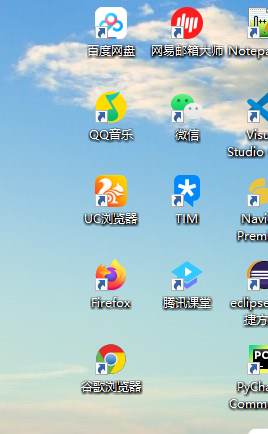 百度网盘
网易邮箱大师
Notepa
QQ音乐
微信
Visu
Studio
UC浏览器
TIM
Navi
Premi
Firefox
腾讯课堂
eclipse
捷方
谷歌浏览器
PC
PyCha
Commu